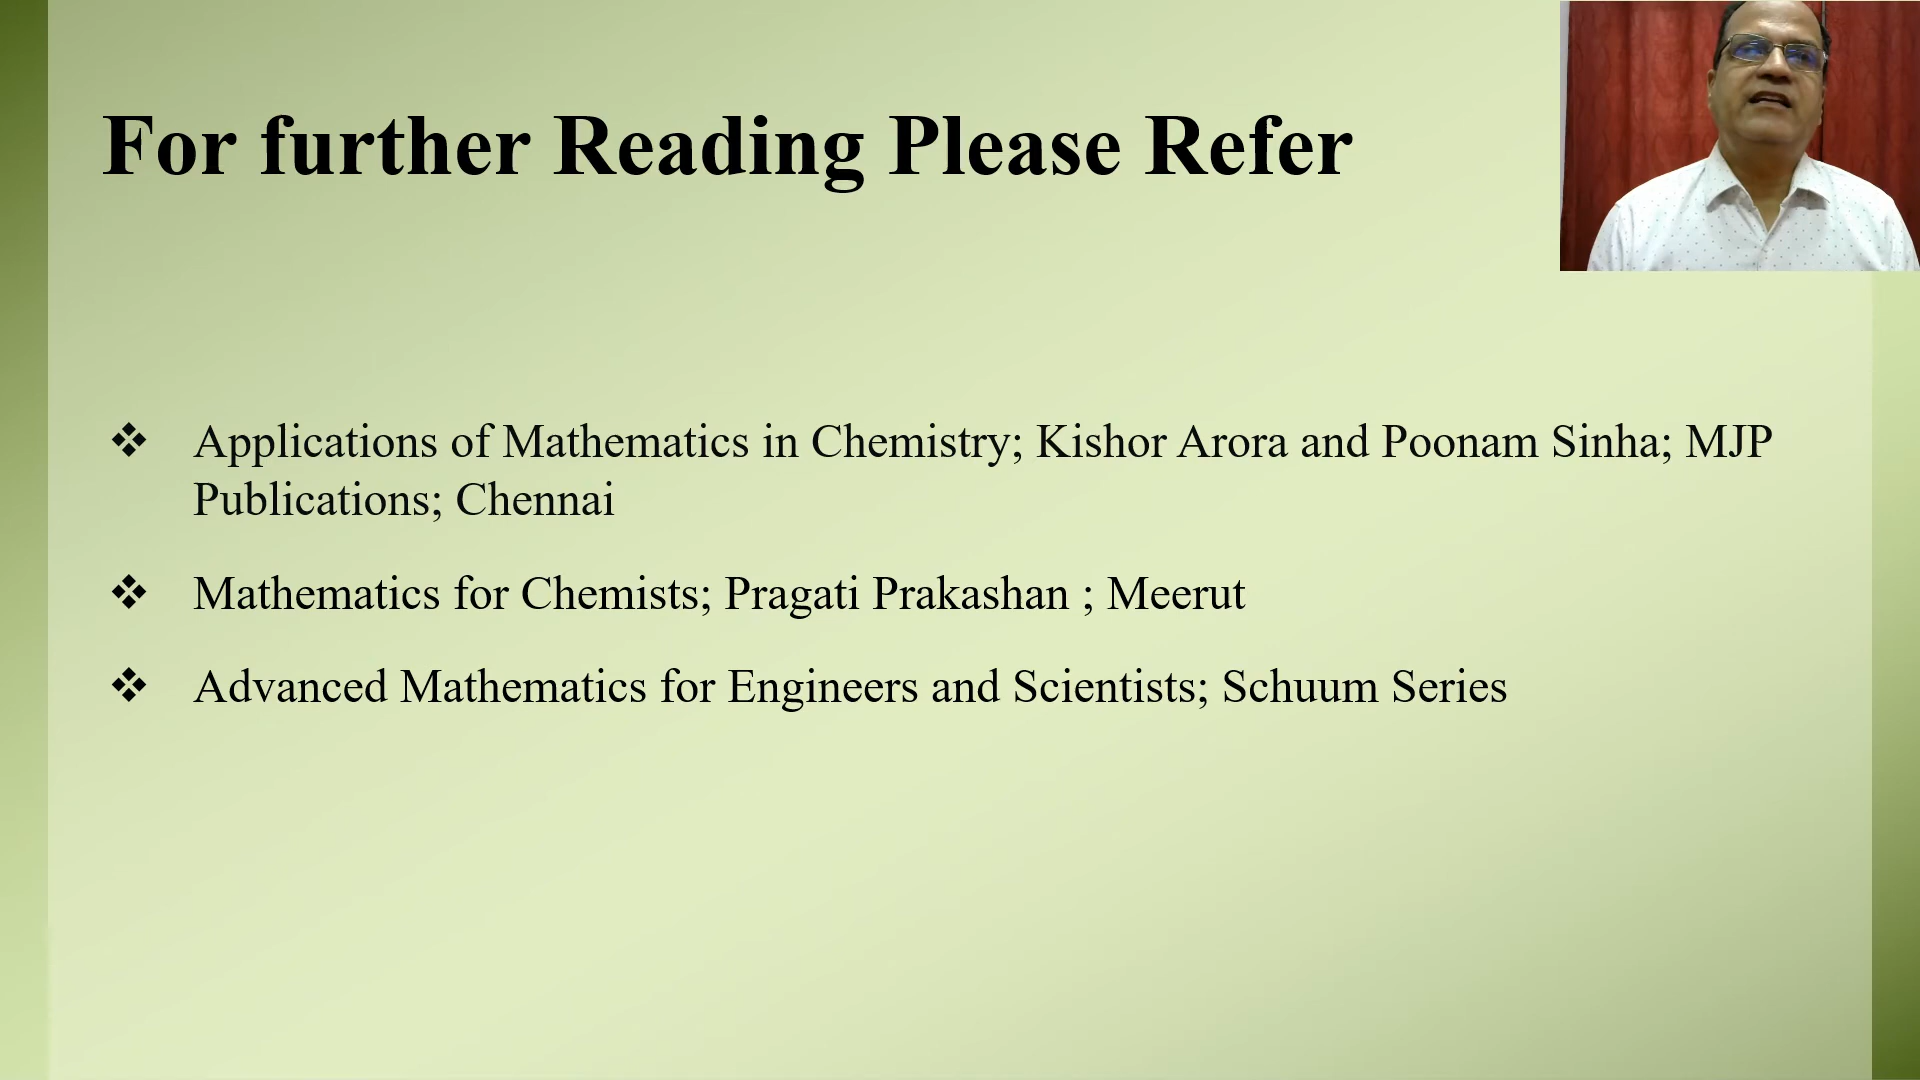 For further Reading Please Refer
❖ Applications of Mathematics in Chemistry; Kishor Arora and Poonam Sinha; MJP
Publications; Chennai
❖ Mathematics for Chemists; Pragati Prakashan ; Meerut
❖ Advanced Mathematics for Engineers and Scientists; Schuum Series